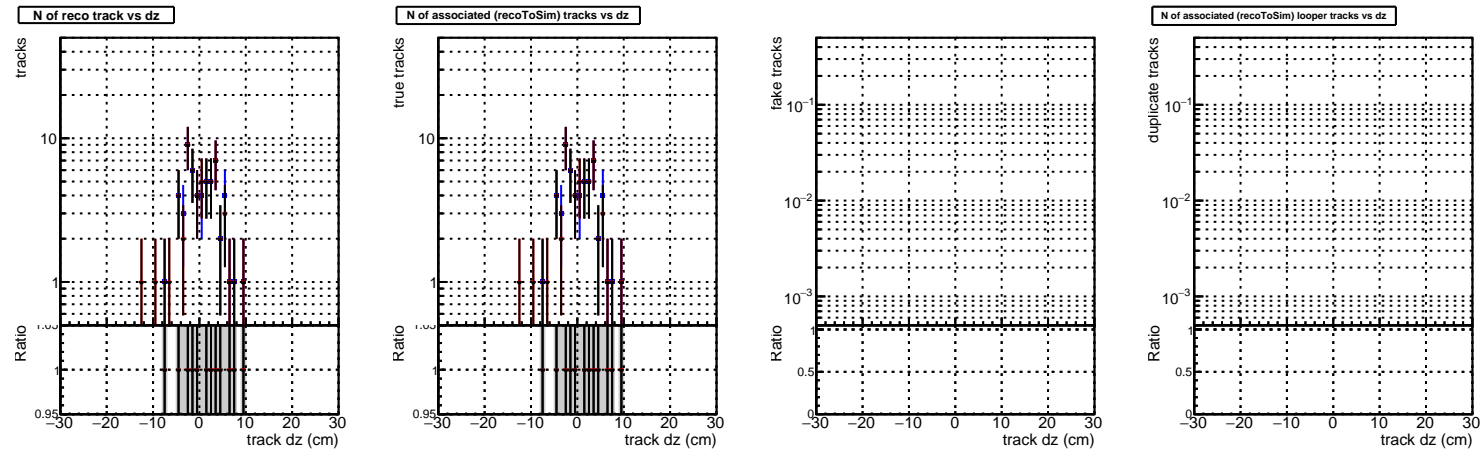 N of reco track vs dz
tracks
10
1
Ratio
1.05
1
0.95
−30 −20 −10 0 10 20 30
track dz (cm)
N of associated (recoToSim) tracks vs dz
true tracks
10
1
Ratio
1.05
1
0.95
−30 −20 −10 0 10 20 30
track dz (cm)
fake tracks
10−1
10−2
10−3
Ratio
1
0.5
0
−30 −20 −10 0 10 20 30
track dz (cm)
N of associated (recoToSim) looper tracks vs dz
duplicate tracks
10−1
10−2
10−3
Ratio
1
0.5
0
−30 −20 −10 0 10 20 30
track dz (cm)